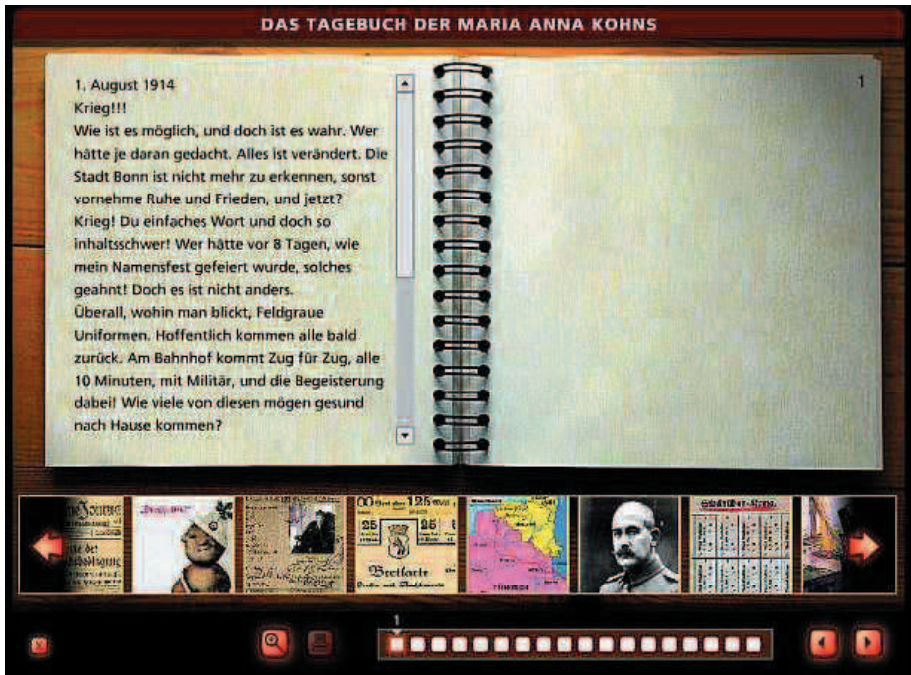 DAS TAGEBUCH DER MARIA ANNA KOHNS
1
1. August 1914
Krieg!!!
Wie ist es möglich, und doch ist es wahr. Wer
hätte je daran gedacht. Alles ist verändert. Die
Stadt Bonn ist nicht mehr zu erkennen, sonst
vornehme Ruhe und Frieden, und jetzt?
Krieg! Du einfaches Wort und doch so
inhaltsschwer! Wer hätte vor 8 Tagen, wie
mein Namensfest gefeiert wurde, solches
geahnt! Doch es ist nicht anders.
Überall, wohin man blickt, Feldgraue
Uniformen. Hoffentlich kommen alle bald
zurück. Am Bahnhof kommt Zug für Zug, alle
10 Minuten, mit Militär, und die Begeisterung
dabei! Wie viele von diesen mögen gesund
nach Hause kommen?
125
25 25
Brotkarte
1